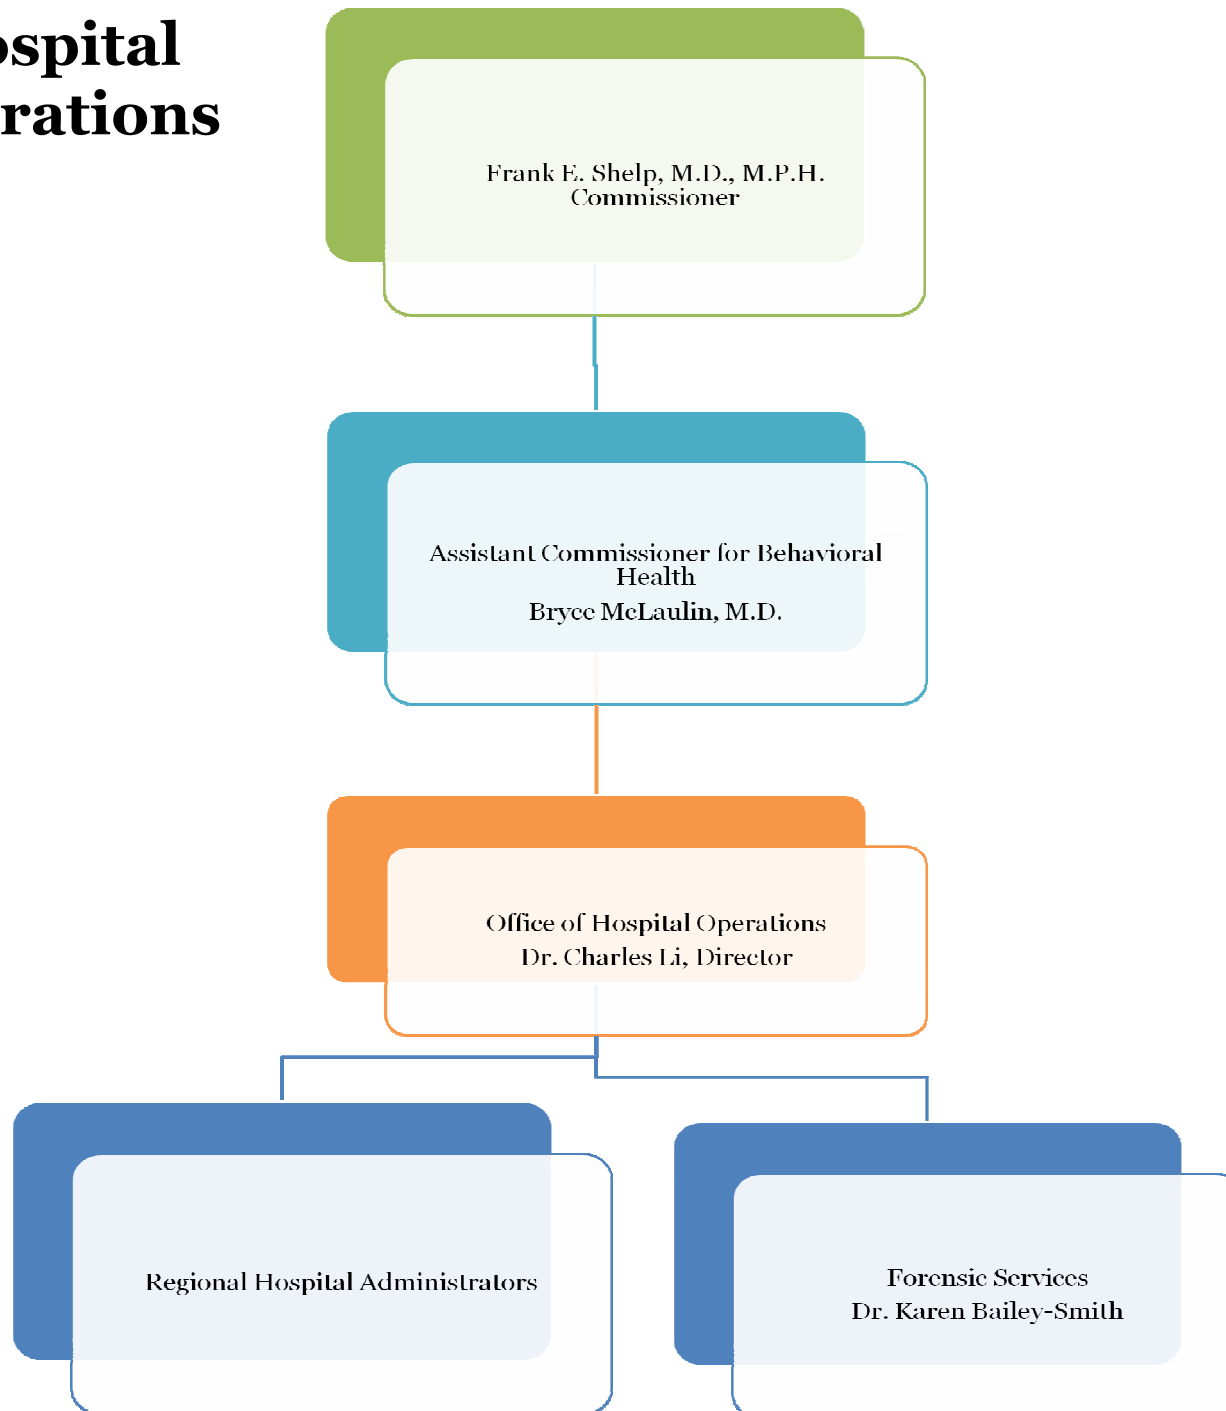 ospital
rations
Frank E. Shelp, M.D., M.P.H.
Commissioner
Assistant Commissioner for Behavioral
Health
Bryce McLaulin, M.D.
Office of Hospital Operations
Dr. Charles Li, Director
Regional Hospital Administrators
Forensic Services
Dr. Karen Bailey-Smith